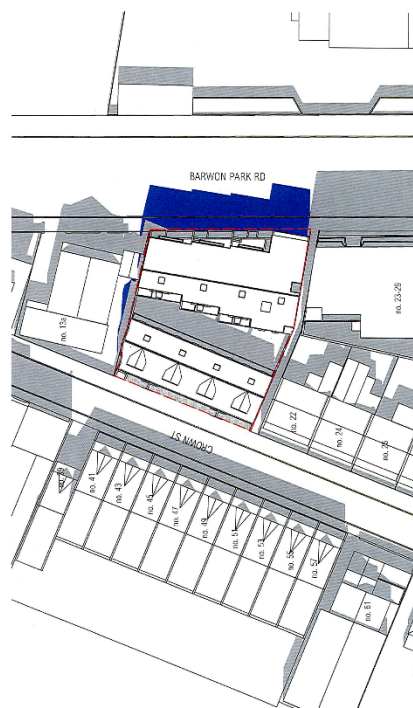 BARWON PARK RD
no. 23-29
no. 13a
no. 22
no. 24
CROWN ST
no. 39
no. 41
no. 43
no. 45
no. 47
no. 49
no. 51
no. 53
no. 55
no. 57
no. 61